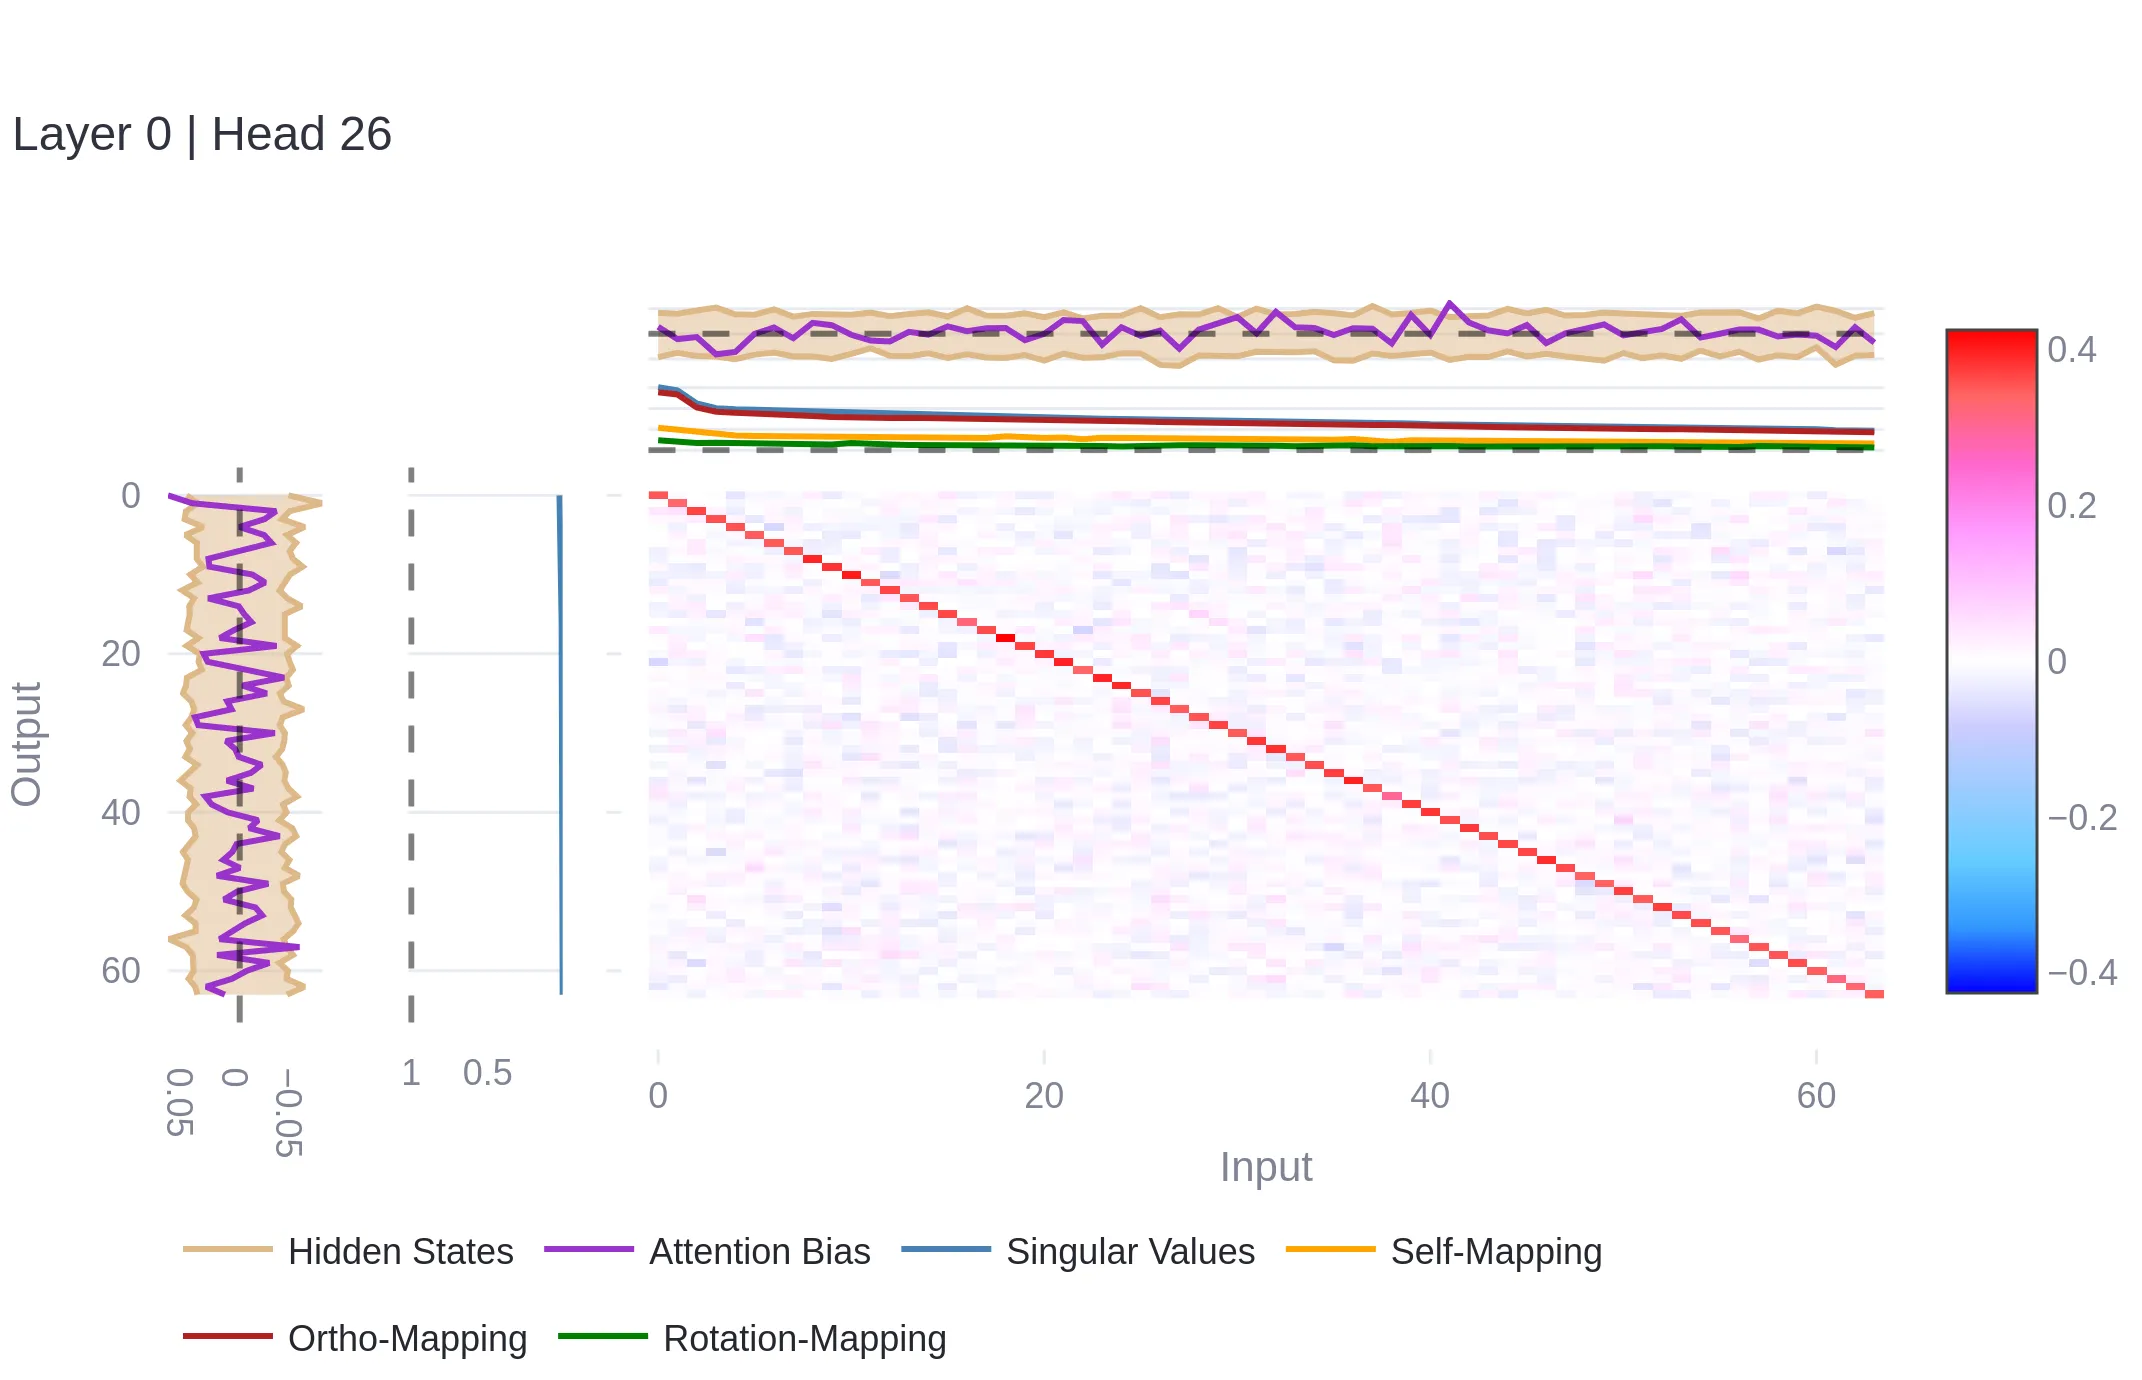 Layer 0 | Head 26
0.4
0.2
0
−0.2
−0.4
Output
0
20
40
60
0.05
0
−0.05
1
0.5
0
20
40
60
Input
Hidden States
Attention Bias
Singular Values
Self-Mapping
Ortho-Mapping
Rotation-Mapping